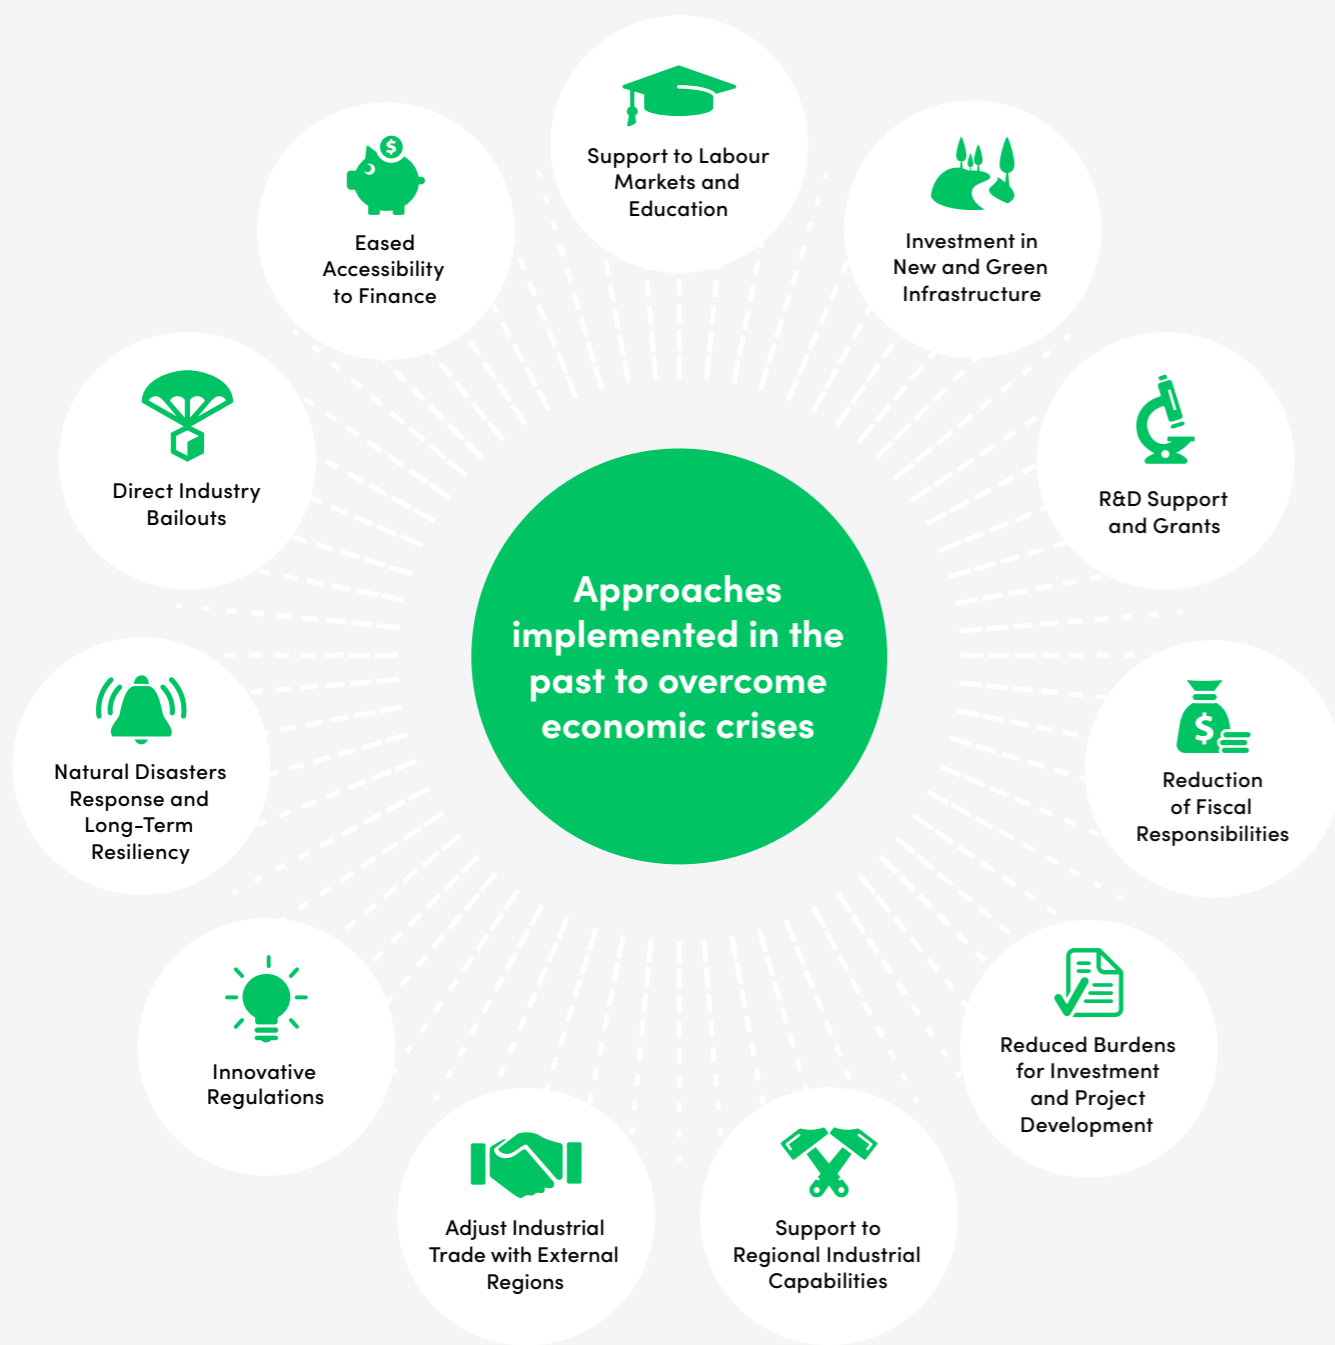 Approaches
implemented in the
past to overcome
economic crises
Support to Labour
Markets and
Education
Investment in
New and Green
Infrastructure
R&D Support
and Grants
Reduction
of Fiscal
Responsibilities
Reduced Burdens
for Investment
and Project
Development
Support to
Regional Industrial
Capabilities
Adjust Industrial
Trade with External
Regions
Innovative
Regulations
Natural Disasters
Response and
Long-Term
Resiliency
Direct Industry
Bailouts
$
Eased
Accessibility
to Finance
$